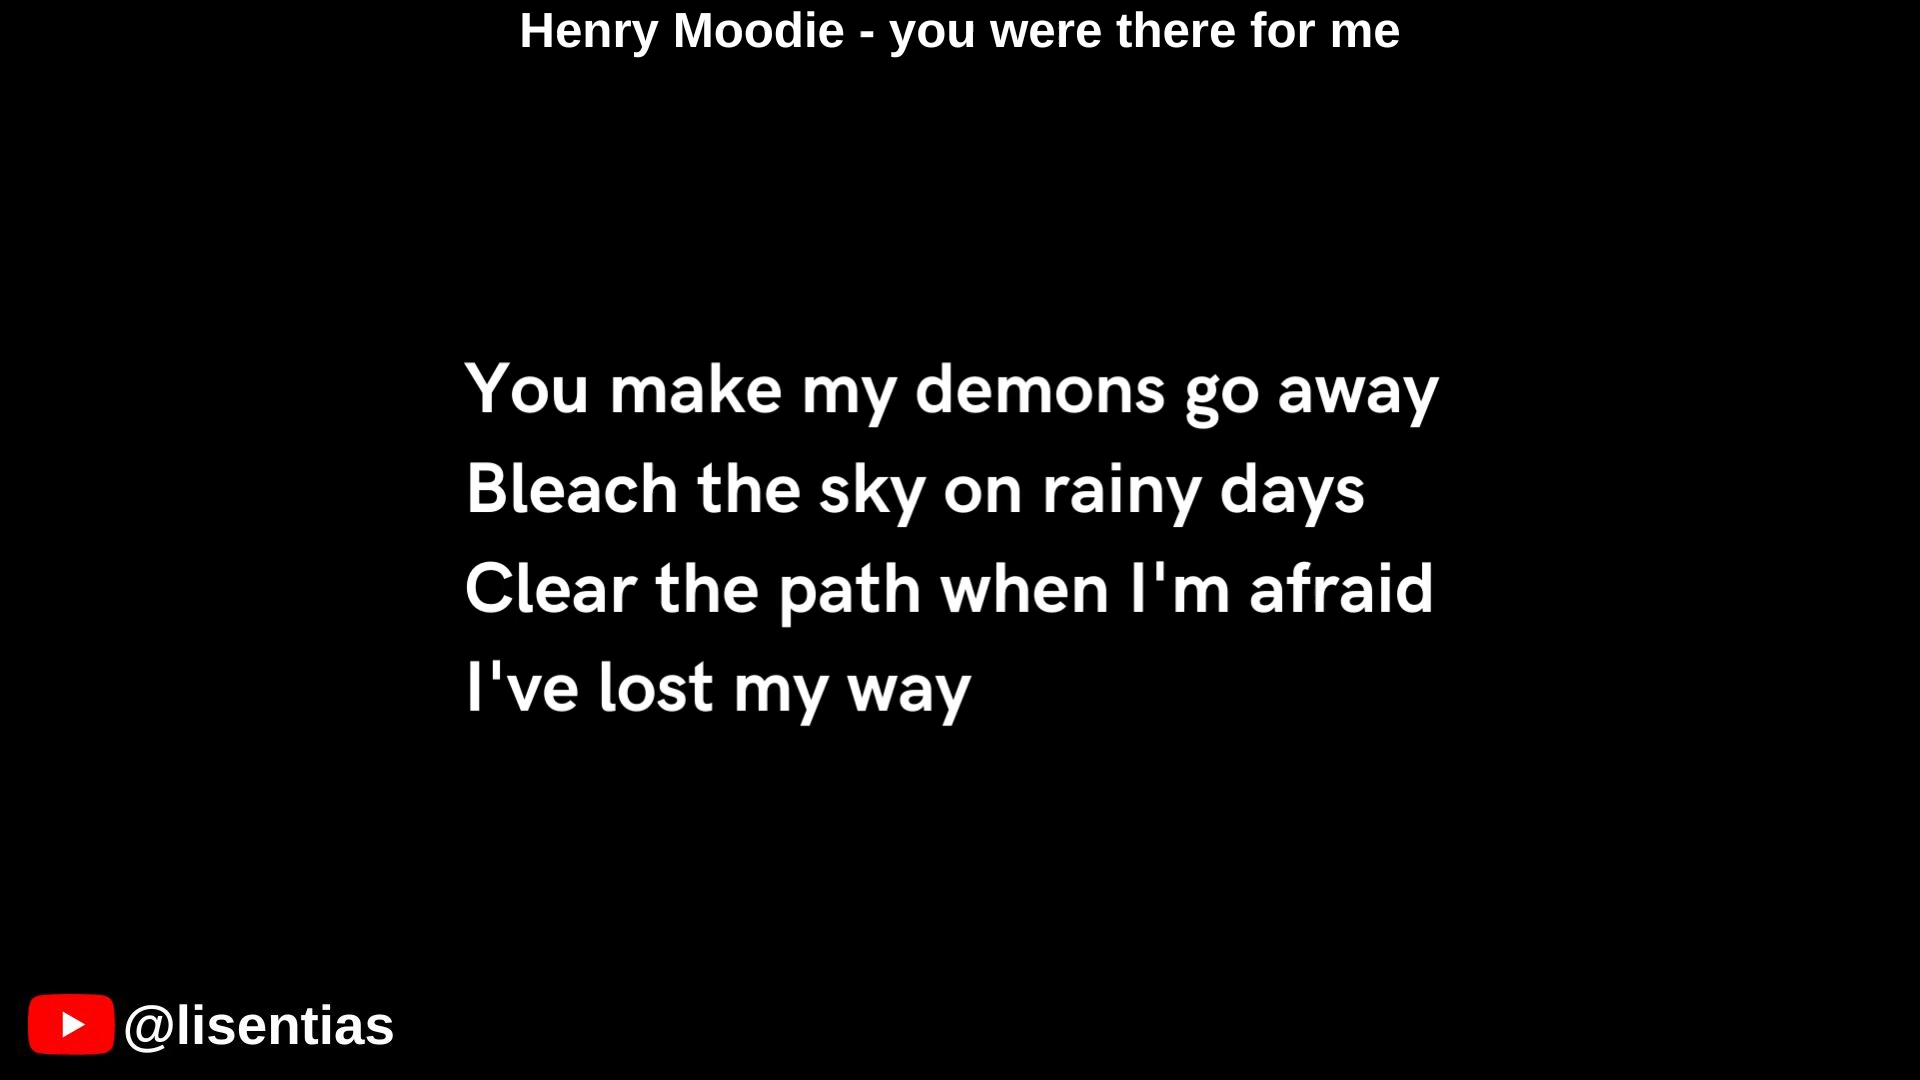 Henry Moodie - you were there for me
You make my demons go away
Bleach the sky on rainy days
Clear the path when I'm afraid
I've lost my way
@lisentias